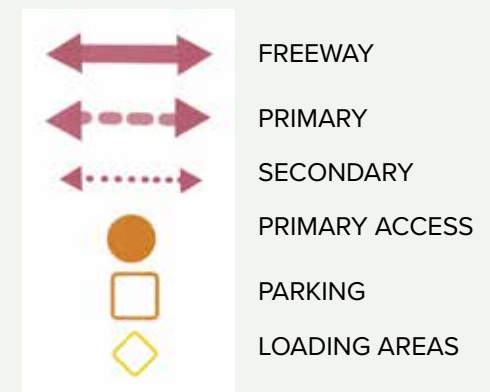 FREEWAY
PRIMARY
SECONDARY
PRIMARY ACCESS
PARKING
LOADING AREAS